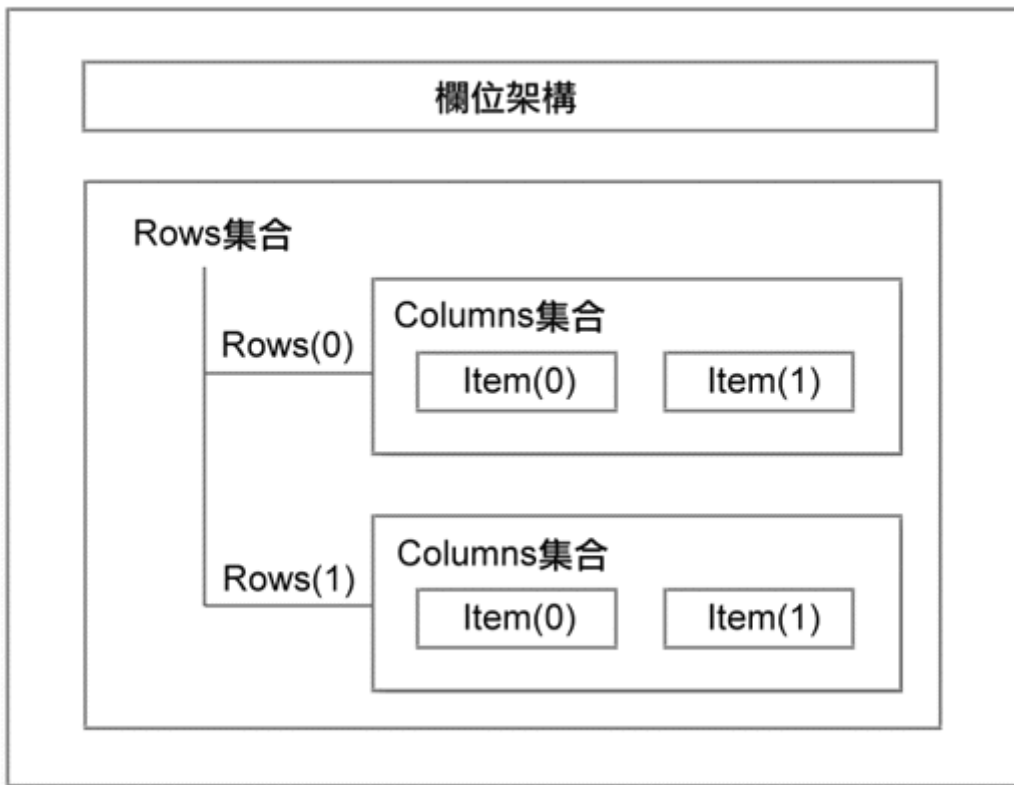 欄位架構
Rows集合
Columns集合
Rows(0)
Item(0)
Item(1)
Columns集合
Rows(1)
Item(0)
Item(1)